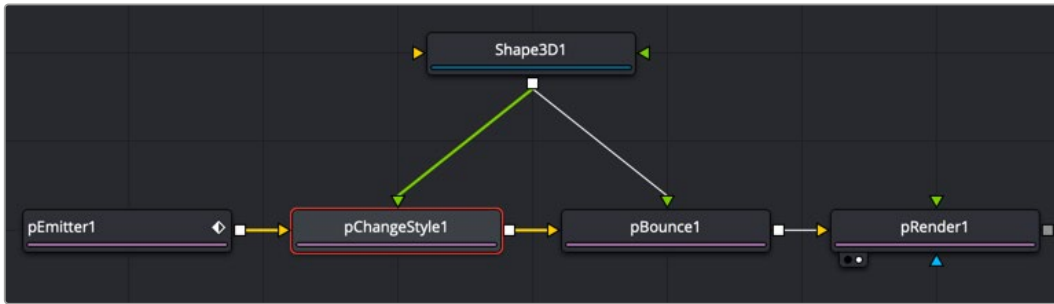 Shape3D1
pEmitter1
pChangeStyle1
pBounce1
pRender1